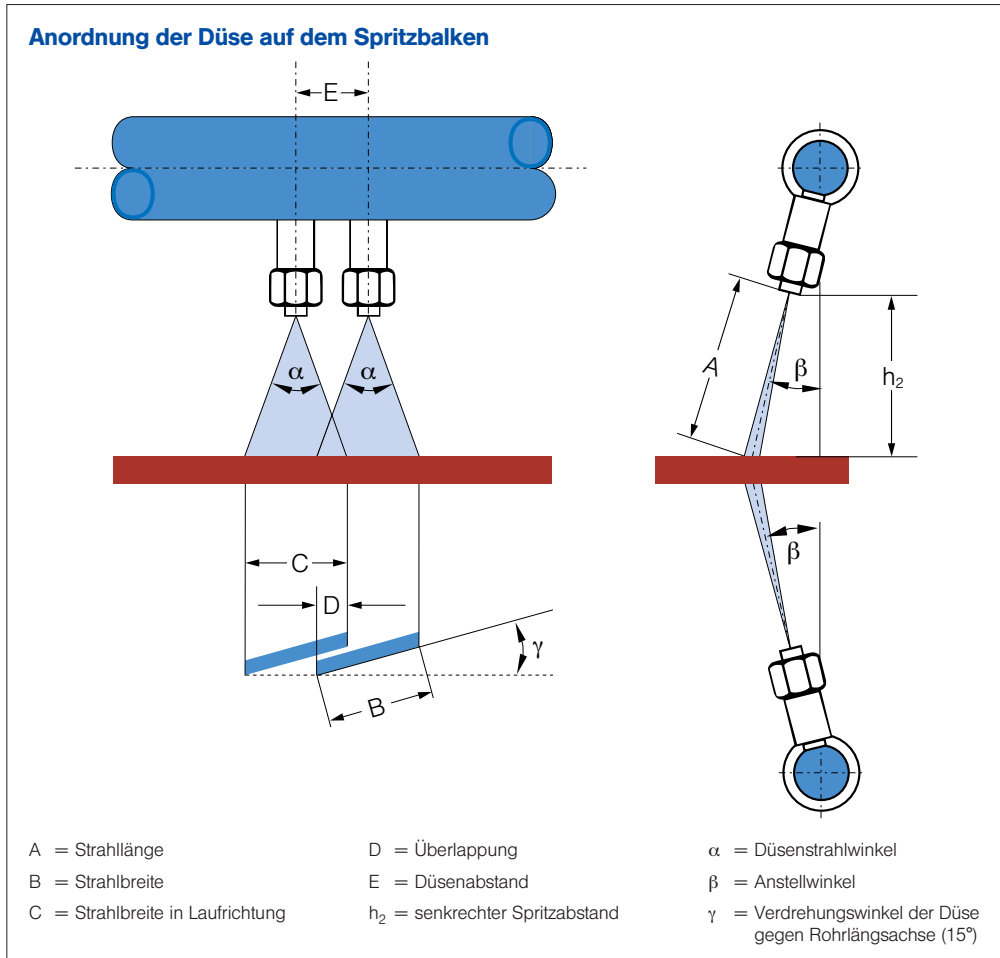 Anordnung der Düse auf dem Spritzbalken
E
α α
A
β
h₂
β
C
D
γ
B
A = Strahllänge
B = Strahlbreite
C = Strahlbreite in Laufrichtung
D = Überlappung
E = Düsenabstand
h₂ = senkrechter Spritzabstand
α = Düsenstrahlwinkel
β = Anstellwinkel
γ = Verdrehungswinkel der Düse
gegen Rohrlängsachse (15°)